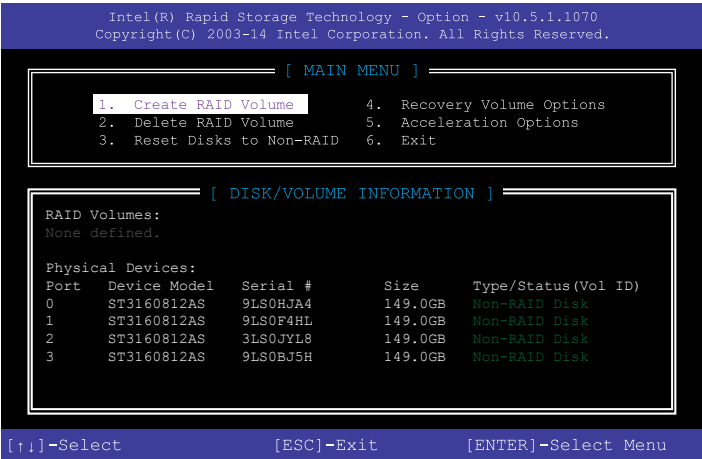 Intel(R) Rapid Storage Technology - Option - v10.5.1.1070
Copyright(C) 2003-14 Intel Corporation. All Rights Reserved.
[ MAIN MENU ]
1. Create RAID Volume 4. Recovery Volume Options
2. Delete RAID Volume 5. Acceleration Options
3. Reset Disks to Non-RAID 6. Exit
[ DISK/VOLUME INFORMATION ]
RAID Volumes:
None defined.
Physical Devices:
Port Device Model Serial # Size Type/Status(Vol ID)
0 ST3160812AS 9LS0HJA4 149.0GB Non-RAID Disk
1 ST3160812AS 9LS0F4HL 149.0GB Non-RAID Disk
2 ST3160812AS 3LS0JYL8 149.0GB Non-RAID Disk
3 ST3160812AS 9LS0BJ5H 149.0GB Non-RAID Disk
[↑↓]-Select [ESC]-Exit [ENTER]-Select Menu